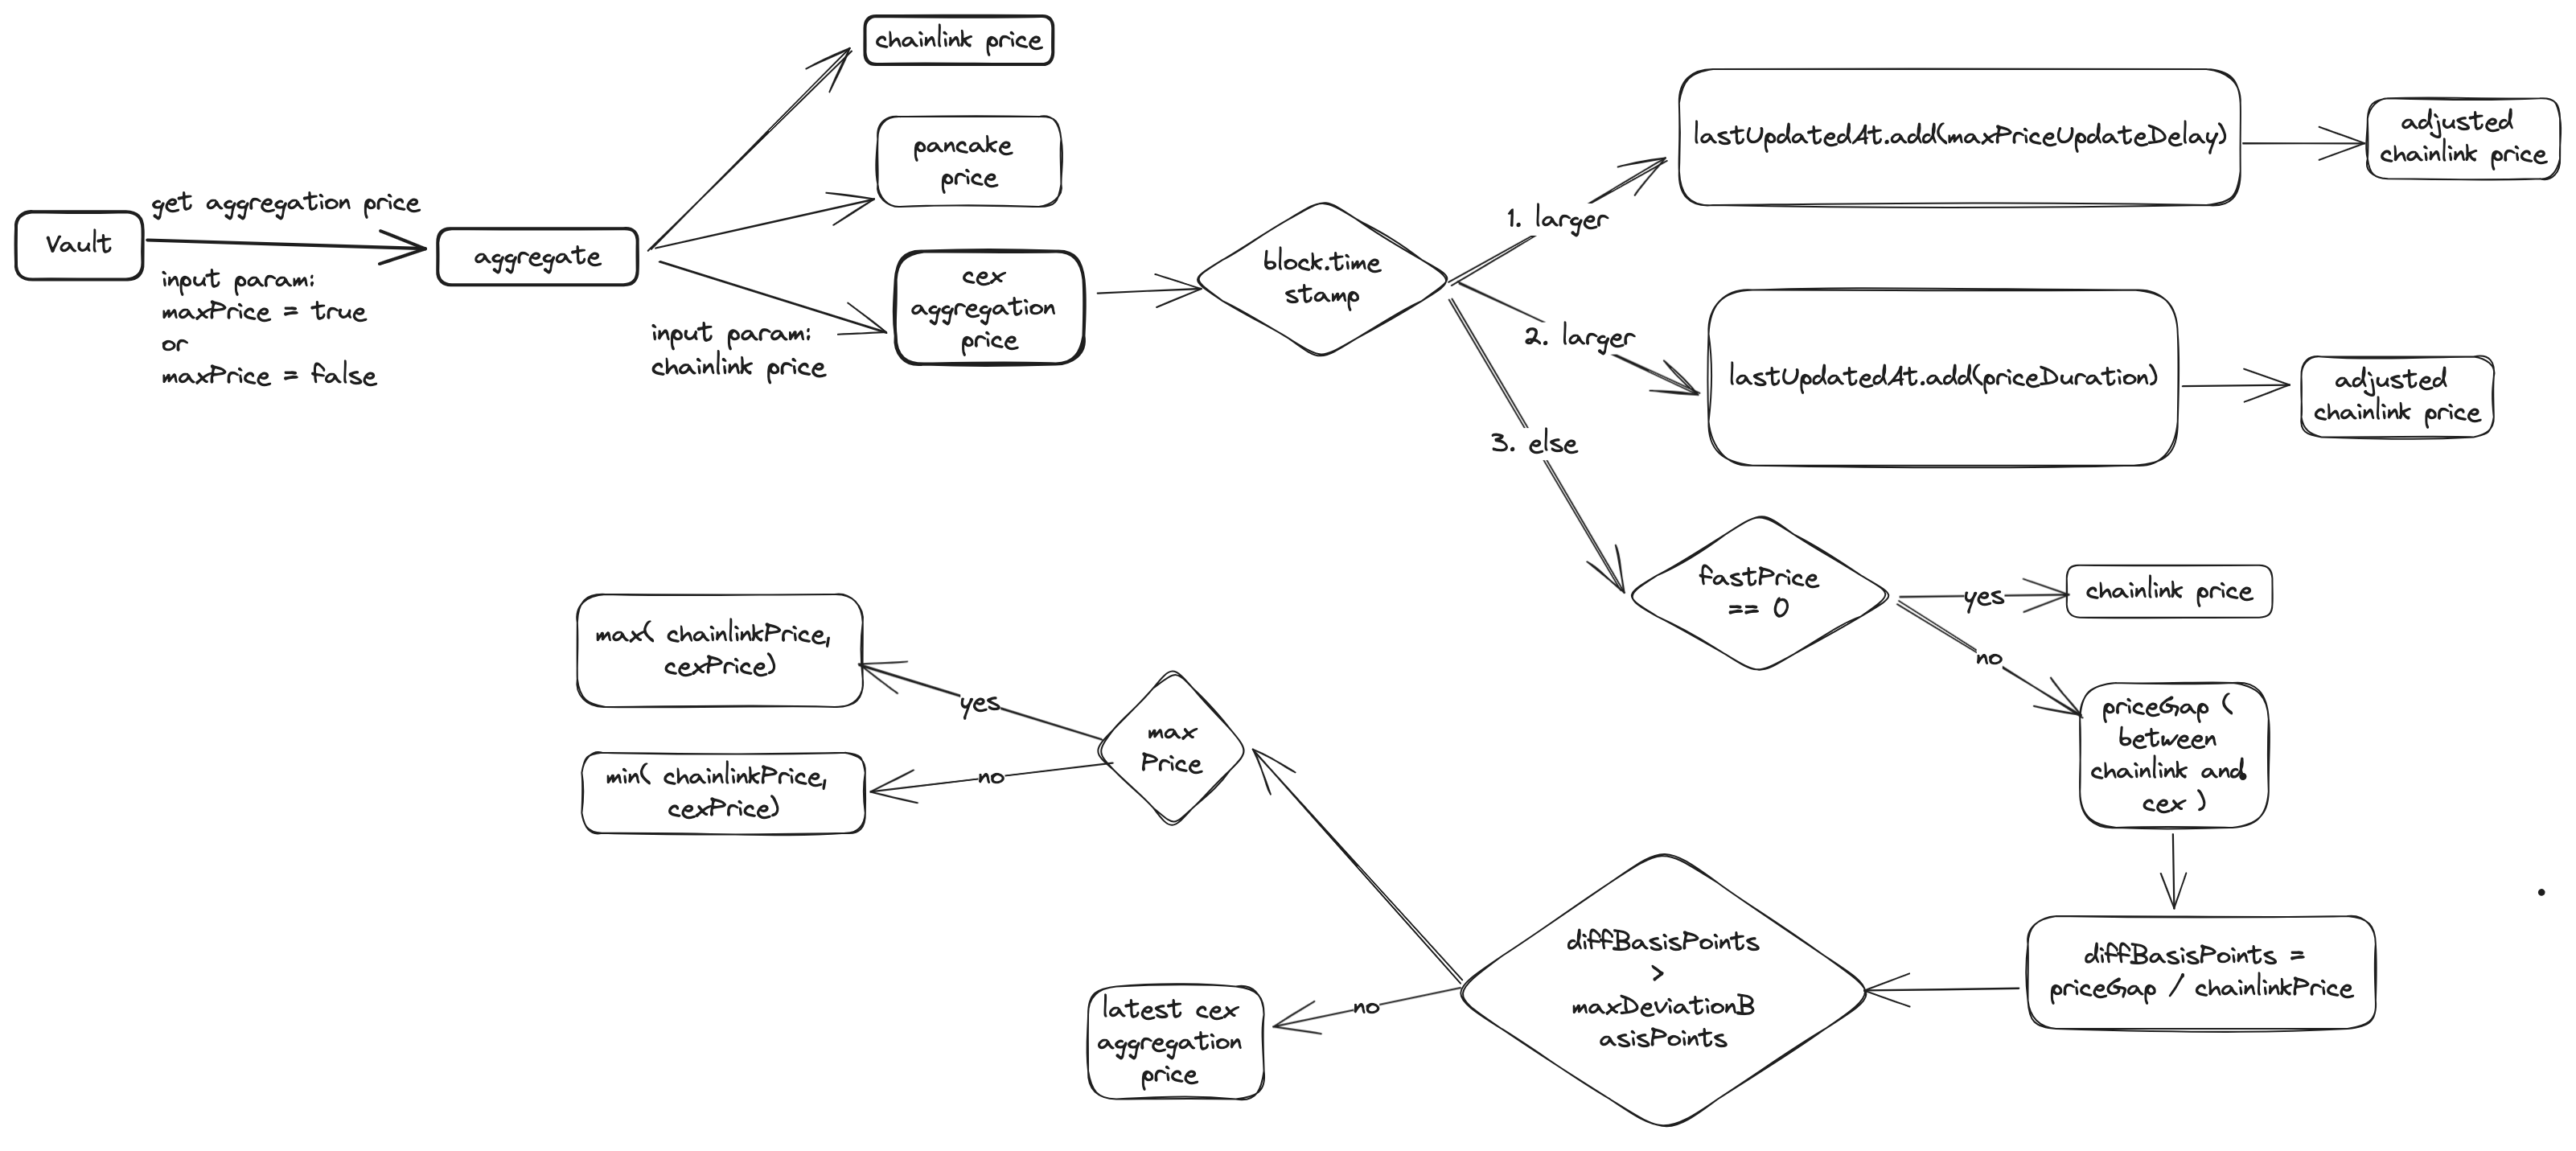 chainlink price
pancake
price
Vault
get aggregation price
input param:
maxPrice = true
or
maxPrice = false
aggregate
input param:
chainlink price
cex
aggregation
price
block.time
stamp
1. larger
lastUpdatedAt.add(maxPriceUpdateDelay)
adjusted
chainlink price
2. larger
lastUpdatedAt.add(priceDuration)
adjusted
chainlink price
3. else
fastPrice
== 0
yes
chainlink price
no
priceGap (
between
chainlink and
cex )
diffBasisPoints =
priceGap / chainlinkPrice
diffBasisPoints
>
maxDeviationB
asisPoints
no
latest cex
aggregation
price
max
Price
yes
max( chainlinkPrice,
cexPrice)
no
min( chainlinkPrice,
cexPrice)